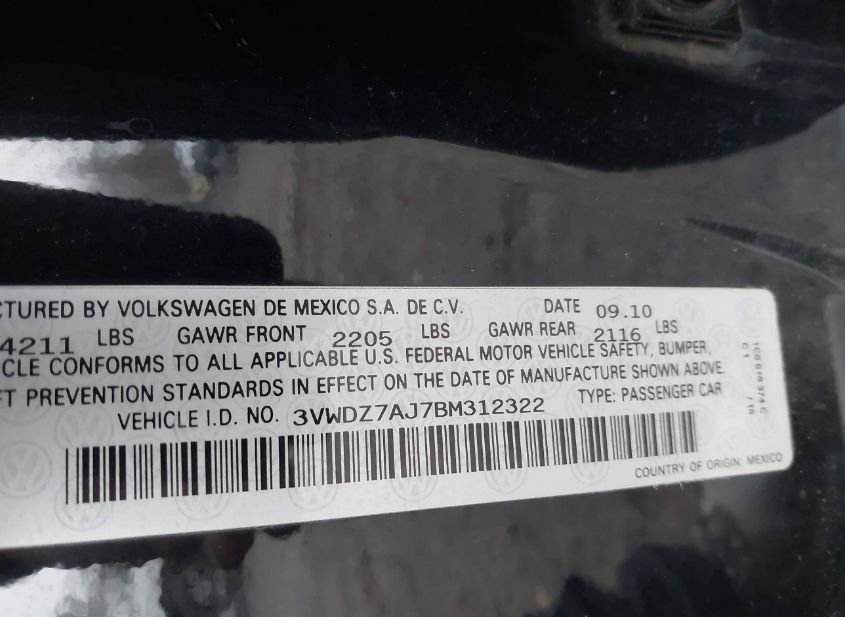 CTURED BY VOLKSWAGEN DE MEXICO S.A. DE C.V. DATE 09.10
4211 LBS GAWR FRONT 2205 LBS GAWR REAR 2116 LBS
CLE CONFORMS TO ALL APPLICABLE U.S. FEDERAL MOTOR VEHICLE SAFETY, BUMPER,
FT PREVENTION STANDARDS IN EFFECT ON THE DATE OF MANUFACTURE SHOWN ABOVE.
VEHICLE I.D. NO. 3VWDZ7AJ7BM312322 TYPE: PASSENGER CAR
COUNTRY OF ORIGIN: MEXICO